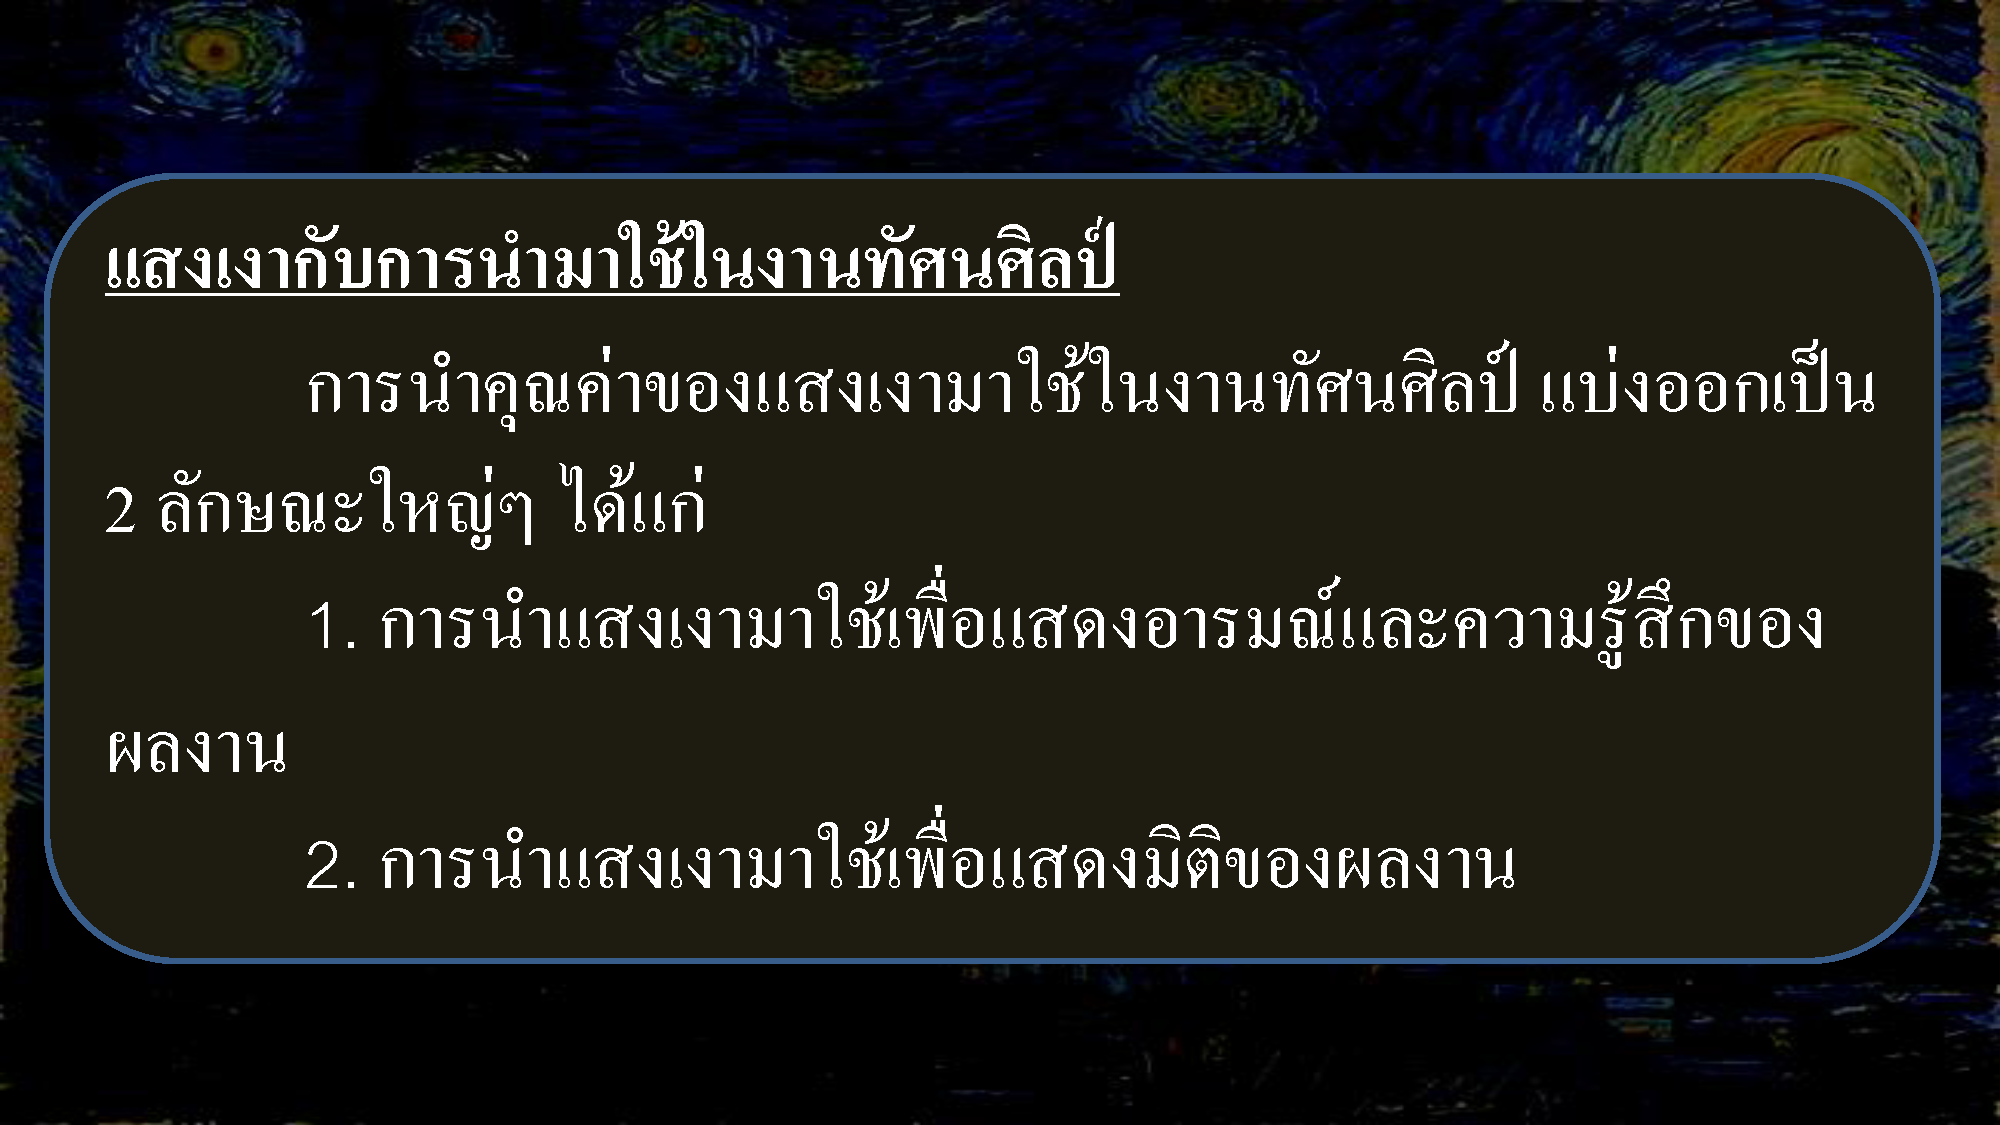 แสงเงากับการนำมาใช้ในงานทัศนศิลป์
การนำคุณค่าของแสงเงามาใช้ในงานทัศนศิลป์ แบ่งออกเป็น
2 ลักษณะใหญ่ๆ ได้แก่
1. การนำแสงเงามาใช้เพื่อแสดงอารมณ์และความรู้สึกของ
ผลงาน
2. การนำแสงเงามาใช้เพื่อแสดงมิติของผลงาน